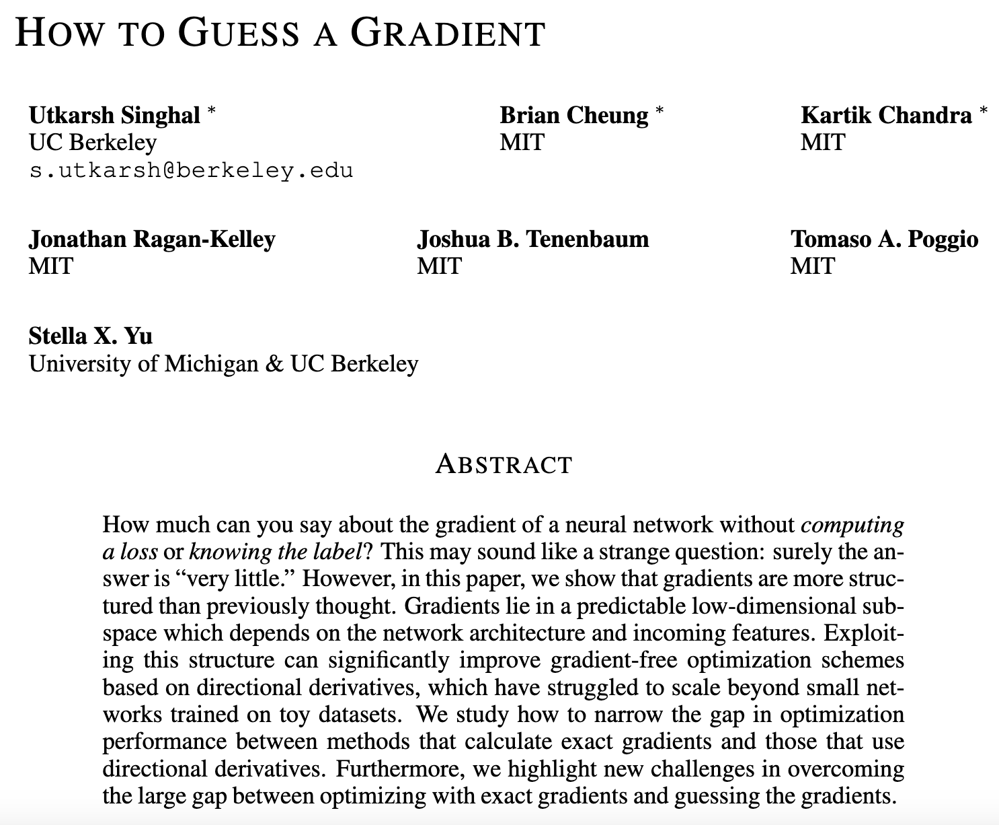 HOW TO GUESS A GRADIENT
Utkarsh Singhal * Brian Cheung * Kartik Chandra *
UC Berkeley MIT MIT
s.utkarsh@berkeley.edu
Jonathan Ragan-Kelley Joshua B. Tenenbaum Tomaso A. Poggio
MIT MIT MIT
Stella X. Yu
University of Michigan & UC Berkeley
ABSTRACT
How much can you say about the gradient of a neural network without computing
a loss or knowing the label? This may sound like a strange question: surely the an-
swer is “very little.” However, in this paper, we show that gradients are more struc-
tured than previously thought. Gradients lie in a predictable low-dimensional sub-
space which depends on the network architecture and incoming features. Exploit-
ing this structure can significantly improve gradient-free optimization schemes
based on directional derivatives, which have struggled to scale beyond small net-
works trained on toy datasets. We study how to narrow the gap in optimization
performance between methods that calculate exact gradients and those that use
directional derivatives. Furthermore, we highlight new challenges in overcoming
the large gap between optimizing with exact gradients and guessing the gradients.